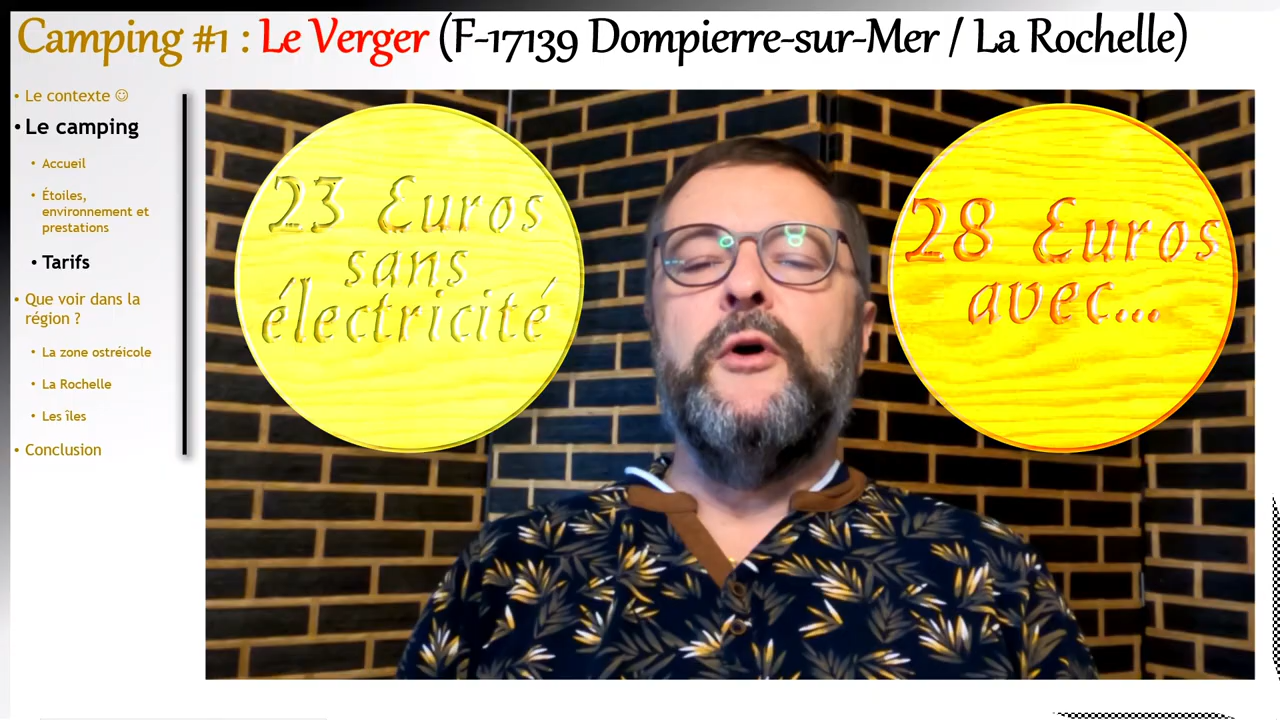 Camping #1 : Le Verger (F-17139 Dompierre-sur-Mer / La Rochelle)
• Le contexte ☺
• Le camping
• Accueil
• Étoiles,
environnement et
prestations
• Tarifs
• Que voir dans la
région ?
• La zone ostréicole
• La Rochelle
• Les îles
• Conclusion
23 Euros
sans
électricité
28 Euros
avec...